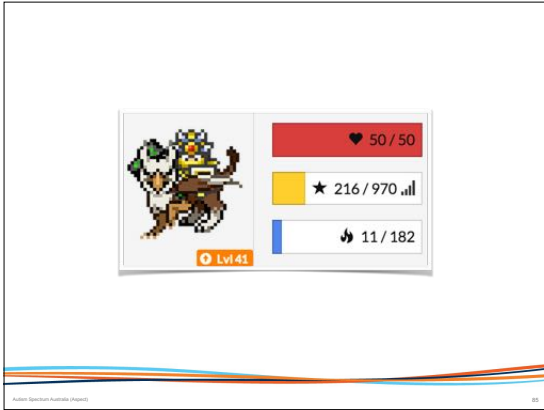 50 / 50
216 / 970
11 / 182
Lvl 41
Autism Spectrum Australia (Aspect)
85